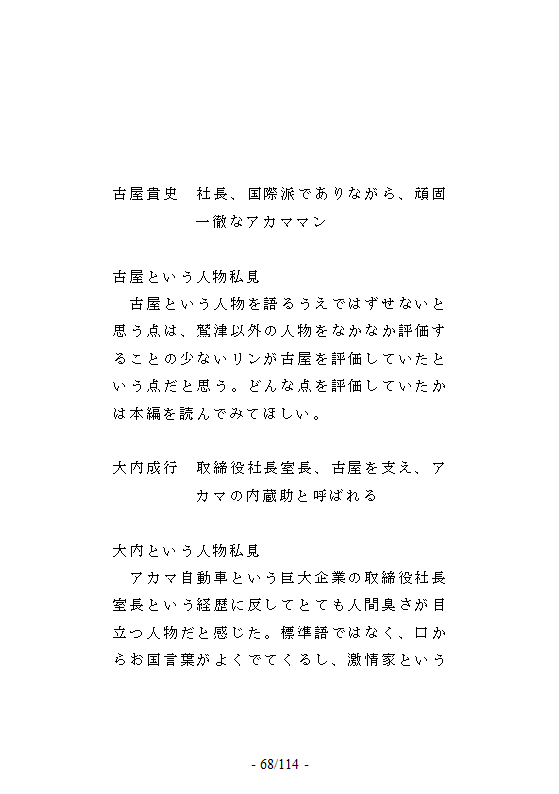 古屋貴史　社長、国際派でありながら、頑固
一徹なアカママン
古屋という人物私見
　古屋という人物を語るうえではずせないと
思う点は、鷲津以外の人物をなかなか評価す
ることの少ないリンが古屋を評価していたと
いう点だと思う。どんな点を評価していたか
は本編を読んでみてほしい。
大内成行　取締役社長室長、古屋を支え、ア
カマの内蔵助と呼ばれる
大内という人物私見
　アカマ自動車という巨大企業の取締役社長
室長という経歴に反してとても人間臭さが目
立つ人物だと感じた。標準語ではなく、口か
らお国言葉がよくでてくるし、激情家という
- 68/114 -